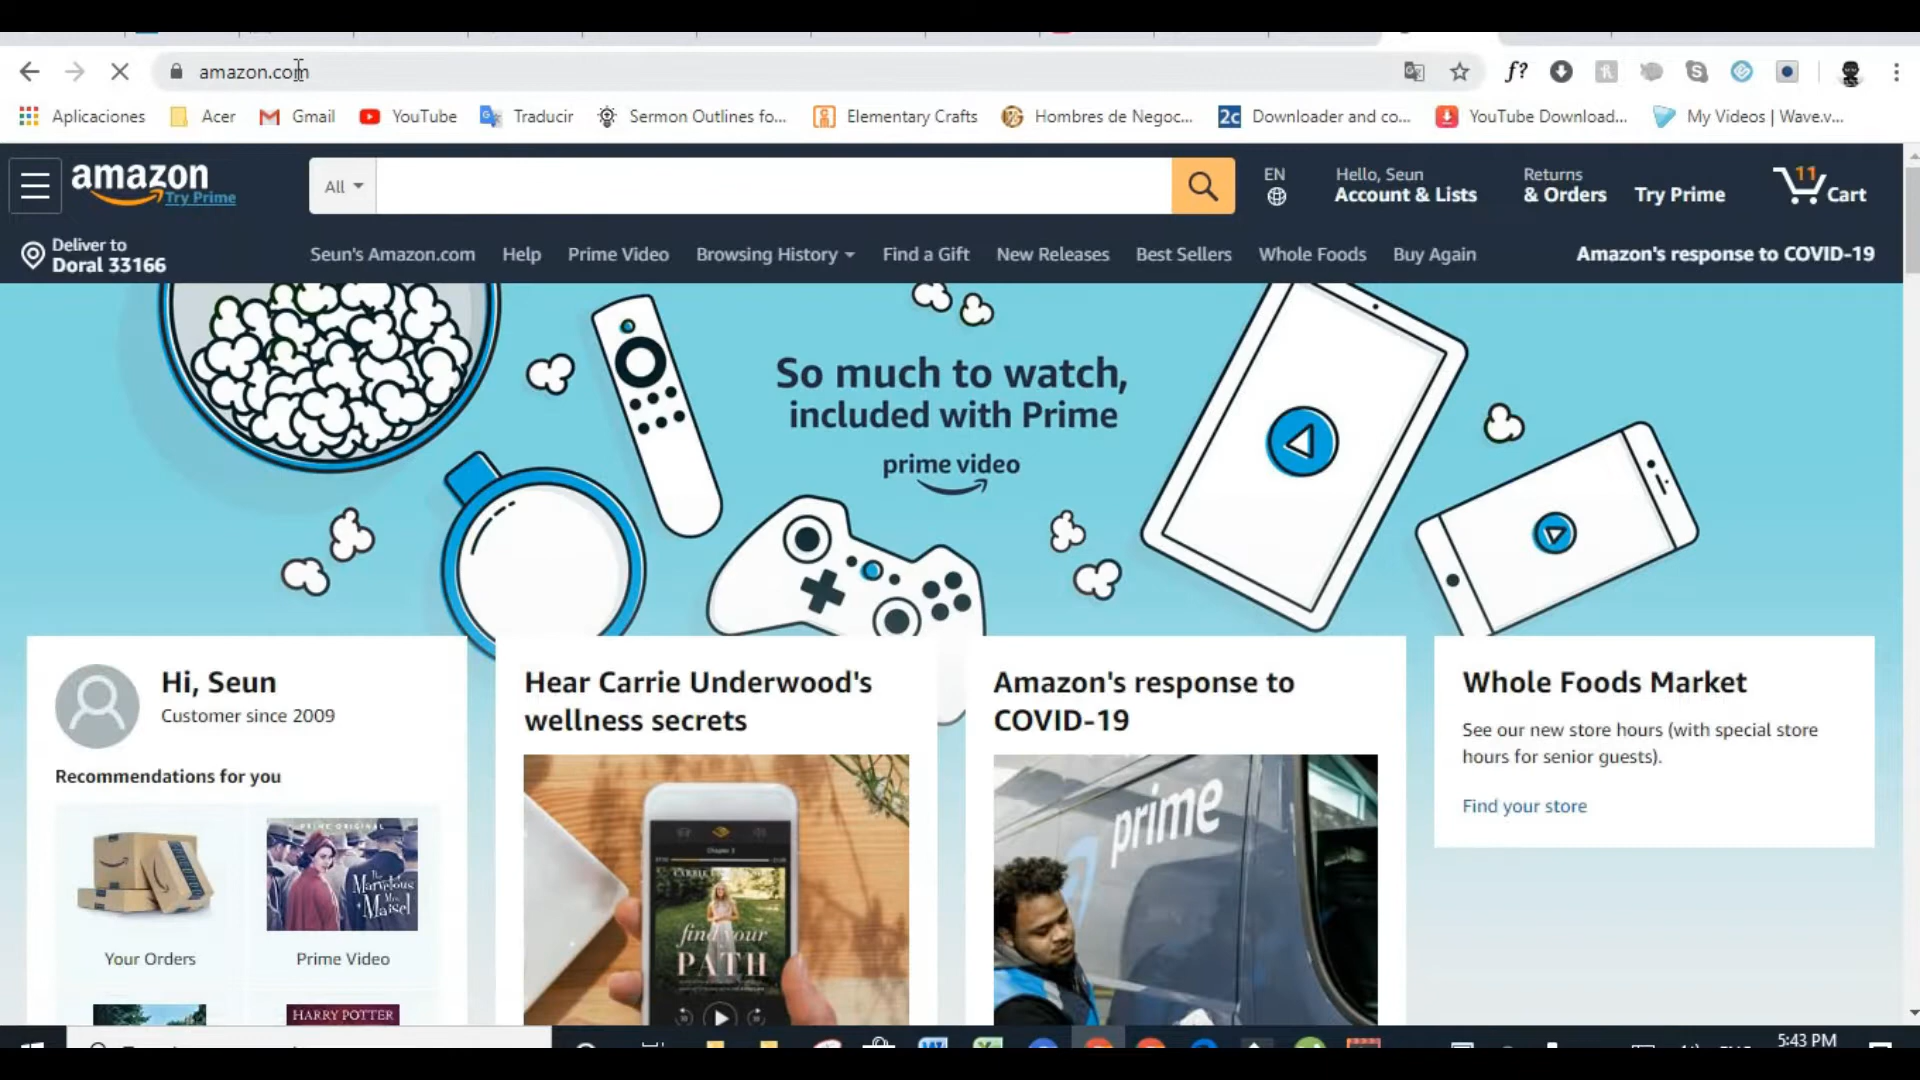 amazon.com
Aplicaciones Acer Gmail YouTube Traducir Sermon Outlines fo... Elementary Crafts Hombres de Negoc... Downloader and co... YouTube Download... My Videos | Wave.v...
amazon
Try Prime
All
EN
Hello, Seun
Account & Lists
Returns
& Orders
Try Prime
11
Cart
Deliver to
Doral 33166
Seun's Amazon.com Help Prime Video Browsing History Find a Gift New Releases Best Sellers Whole Foods Buy Again
Amazon's response to COVID-19
So much to watch,
included with Prime
prime video
Hi, Seun
Customer since 2009
Recommendations for you
The
Marvelous
Mrs.
Maisel
Your Orders
Prime Video
HARRY POTTER
Hear Carrie Underwood's
wellness secrets
find your
PATH
Amazon's response to
COVID-19
prime
Whole Foods Market
See our new store hours (with special store
hours for senior guests).
Find your store
5:43 PM